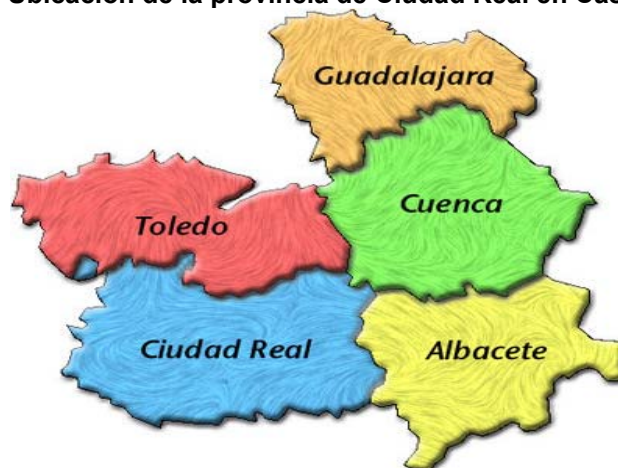 Ubicación de la provincia de Ciudad Real en
Guadalajara
Cuenca
Toledo
Ciudad Real
Albacete